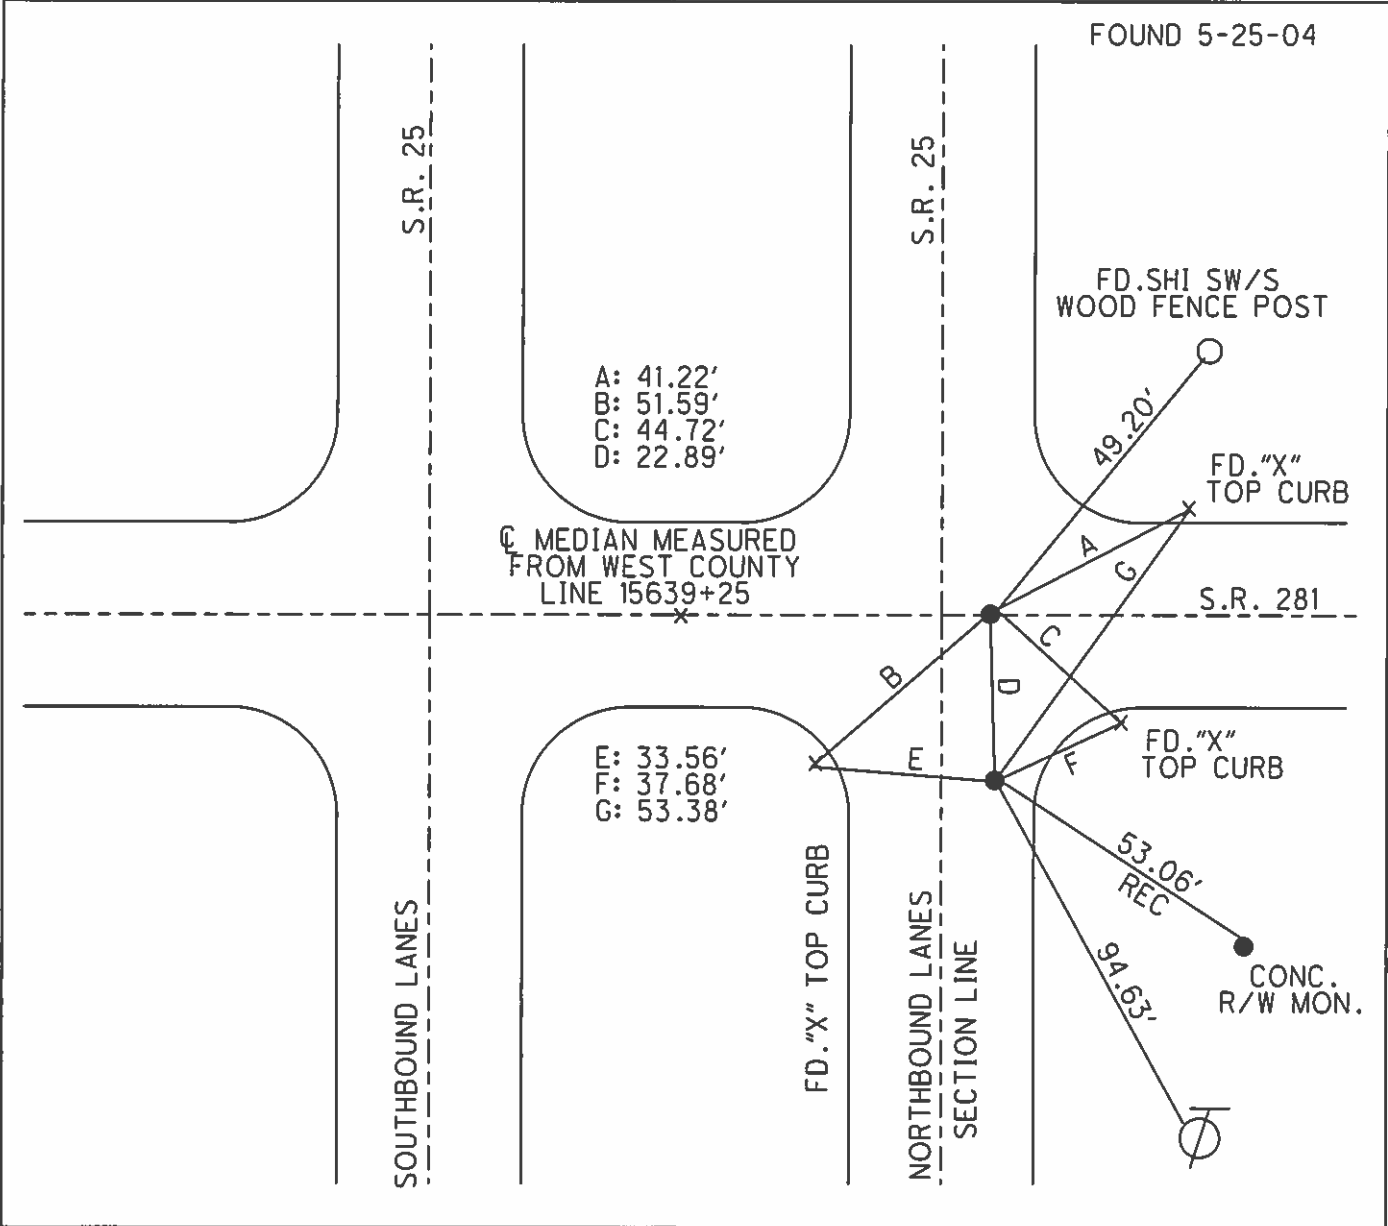 FOUND 5-25-04
S.R. 25
S.R. 25
FD.SHI SW/S
WOOD FENCE POST
A: 41.22'
B: 51.59'
C: 44.72'
D: 22.89'
49.20'
FD."X"
TOP CURB
℄ MEDIAN MEASURED
FROM WEST COUNTY
LINE 15639+25
A
G
S.R. 281
C
B
D
E: 33.56'
F: 37.68'
G: 53.38'
E
F
FD."X"
TOP CURB
FD."X" TOP CURB
53.06'
REC
SOUTHBOUND LANES
NORTHBOUND LANES
SECTION LINE
94.63'
CONC.
R/W MON.